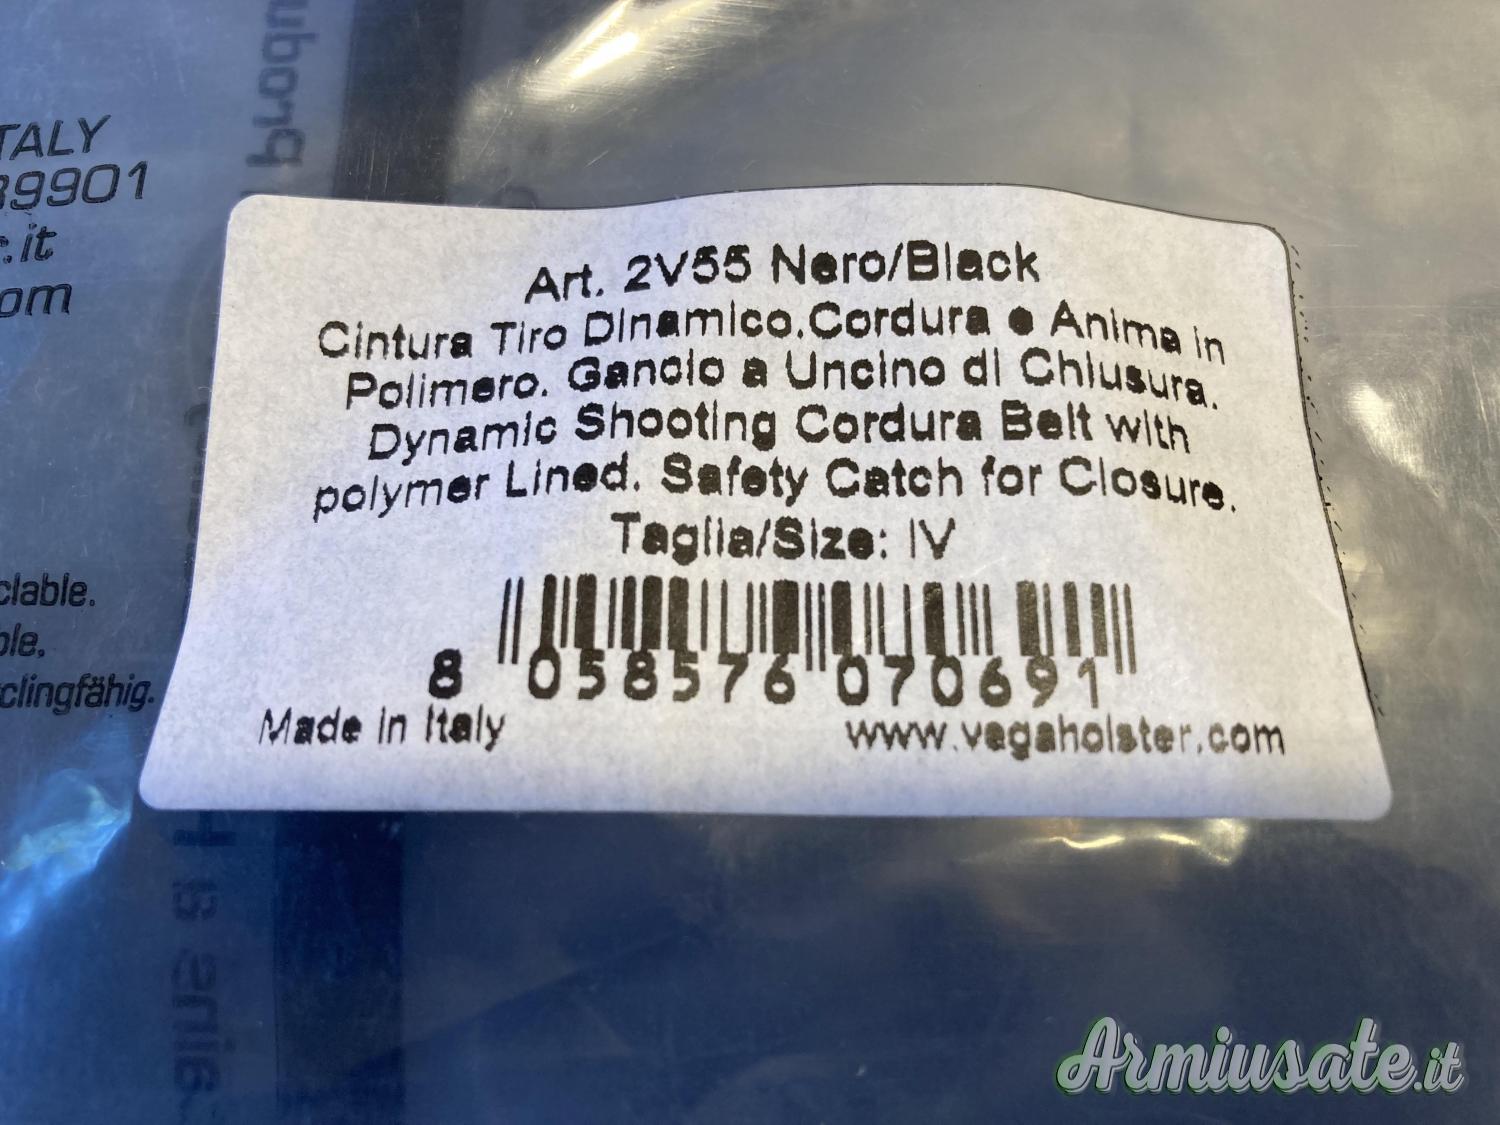 TALY
39901
.it
om
Art. 2V55 Nero/Black
Cintura Tiro Dinamico.Cordura e Anima in
Polimero. Gancio a Uncino di Chiusura.
Dynamic Shooting Cordura Belt with
polymer Lined. Safety Catch for Closure.
Taglia/Size: IV
8 058576 070691
Made in Italy
www.vegaholster.com
clable.
ble.
clingfähig.
Armiusate.it